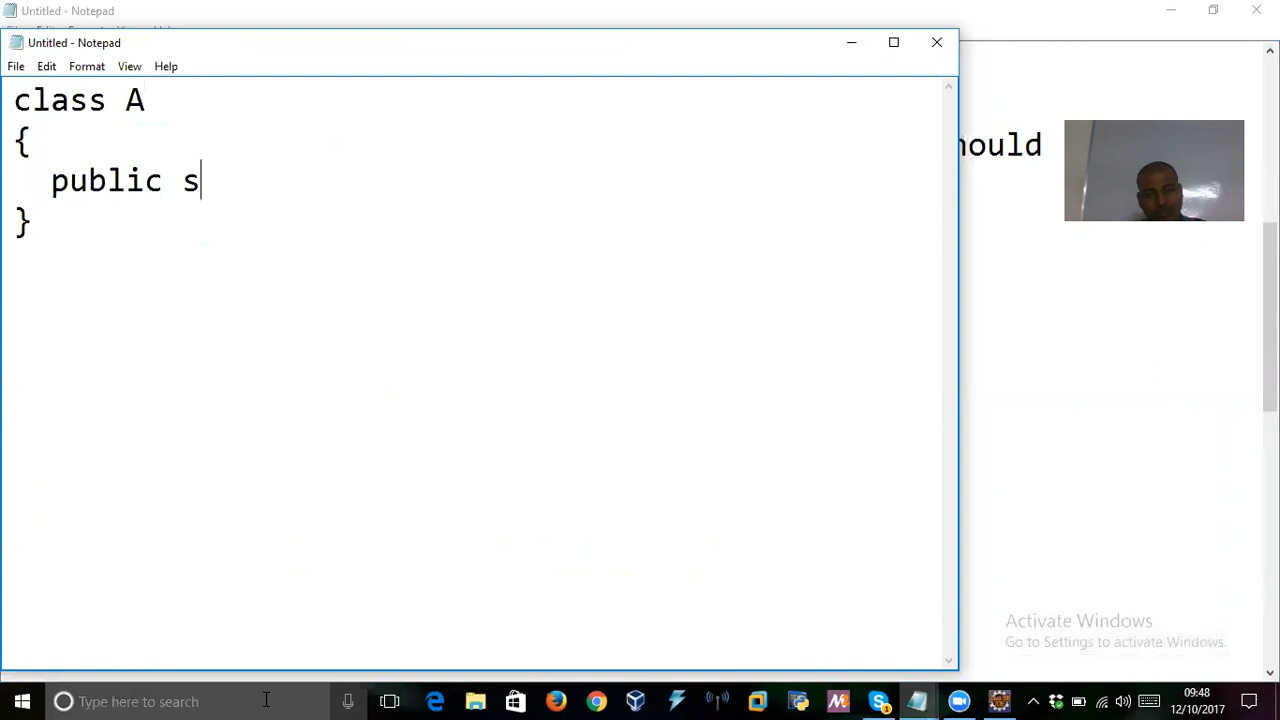 Untitled - Notepad
Untitled - Notepad
File Edit Format View Help
class A
{
public s
}
hould
Activate Windows
Go to Settings to activate Windows.
Type here to search
1
09:48
12/10/2017